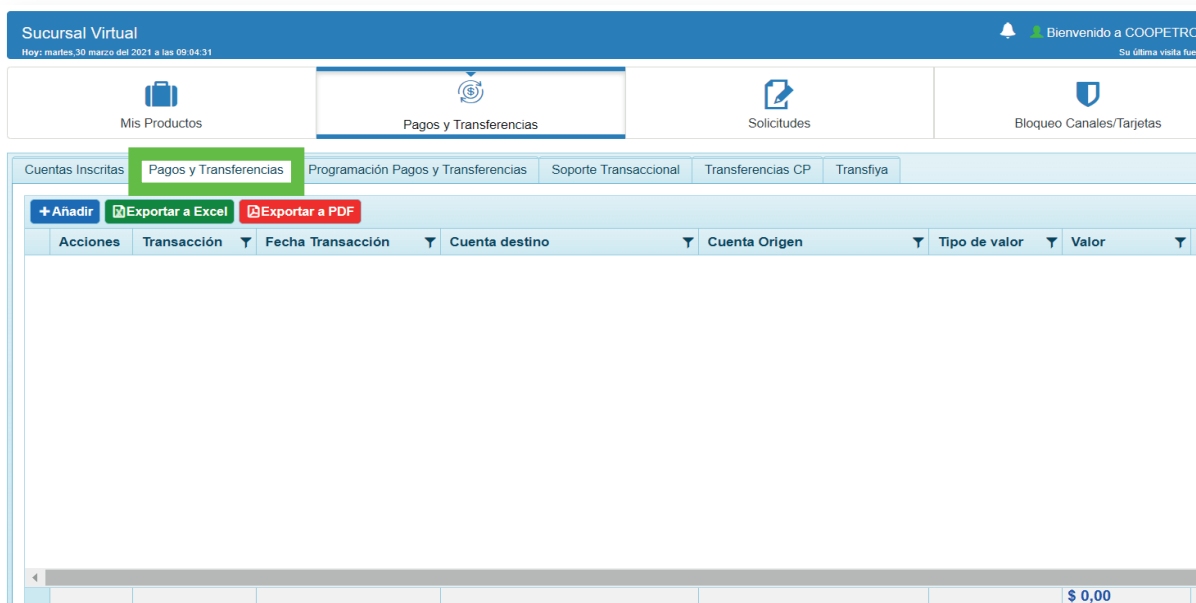 Sucursal Virtual
Bienvenido a COOPETRO
Hoy: martes,30 marzo del 2021 a las 09:04:31
Su última visita fue
Mis Productos
Pagos y Transferencias
Solicitudes
Bloqueo Canales/Tarjetas
Cuentas Inscritas
Pagos y Transferencias
Programación Pagos y Transferencias
Soporte Transaccional
Transferencias CP
Transfiya
+Añadir
Exportar a Excel
Exportar a PDF
Acciones
Transacción
Fecha Transacción
Cuenta destino
Cuenta Origen
Tipo de valor
Valor
$ 0,00